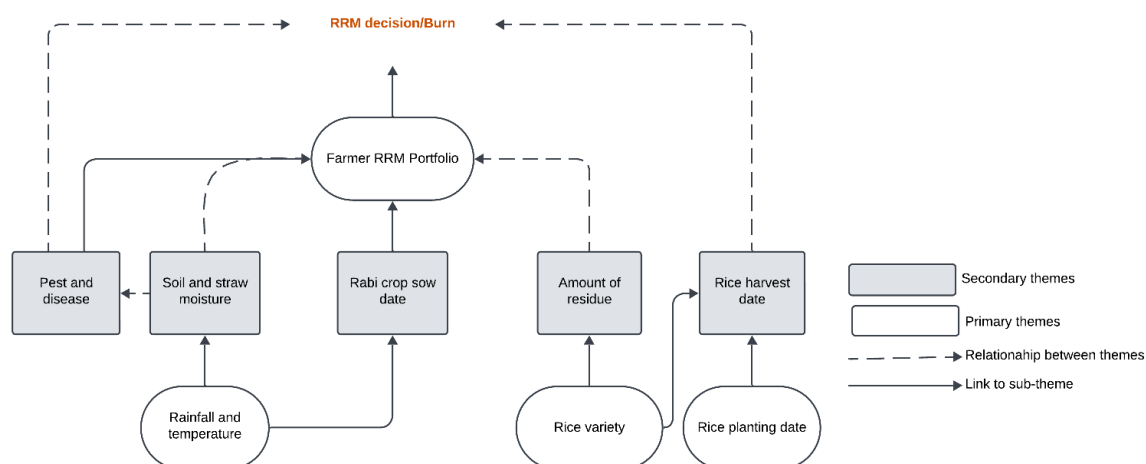 RRM decision/Burn
Farmer RRM Portfolio
Pest and
disease
Soil and straw
moisture
Rabi crop sow
date
Amount of
residue
Rice harvest
date
Rainfall and
temperature
Rice variety
Rice planting date
Secondary themes
Primary themes
Relationahip between themes
Link to sub-theme